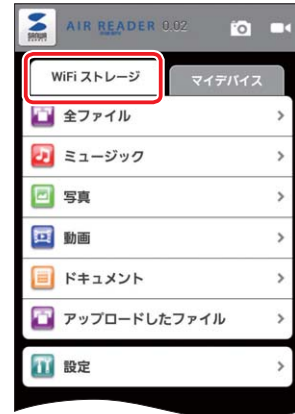 SANWA SUPPLY
AIR READER 0.02
WiFi ストレージ
マイデバイス
全ファイル
ミュージック
写真
動画
ドキュメント
アップロードしたファイル
設定